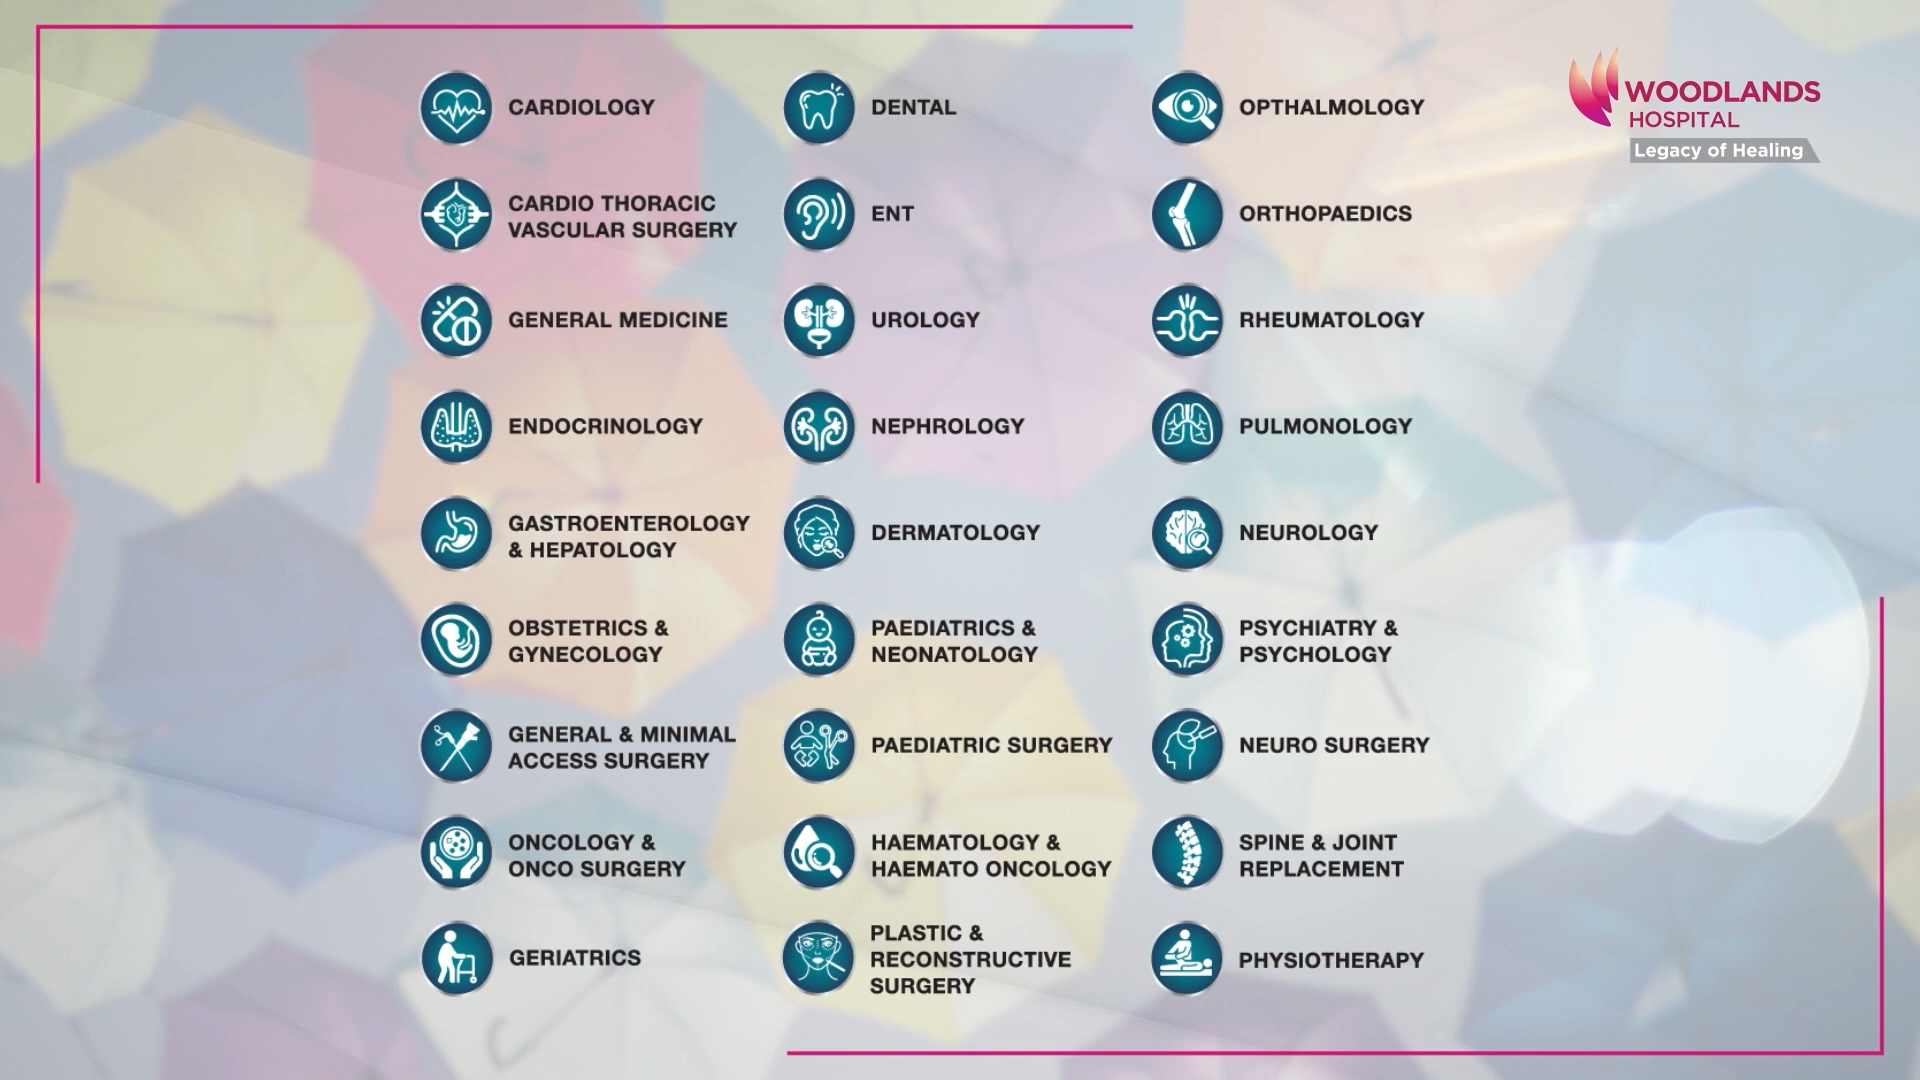 CARDIOLOGY
CARDIO THORACIC
VASCULAR SURGERY
GENERAL MEDICINE
ENDOCRINOLOGY
GASTROENTEROLOGY
& HEPATOLOGY
OBSTETRICS &
GYNECOLOGY
GENERAL & MINIMAL
ACCESS SURGERY
ONCOLOGY &
ONCO SURGERY
GERIATRICS
DENTAL
ENT
UROLOGY
NEPHROLOGY
DERMATOLOGY
PAEDIATRICS &
NEONATOLOGY
PAEDIATRIC SURGERY
HAEMATOLOGY &
HAEMATO ONCOLOGY
PLASTIC &
RECONSTRUCTIVE
SURGERY
OPTHALMOLOGY
ORTHOPAEDICS
RHEUMATOLOGY
PULMONOLOGY
NEUROLOGY
PSYCHIATRY &
PSYCHOLOGY
NEURO SURGERY
SPINE & JOINT
REPLACEMENT
PHYSIOTHERAPY
WOODLANDS
HOSPITAL
Legacy of Healing